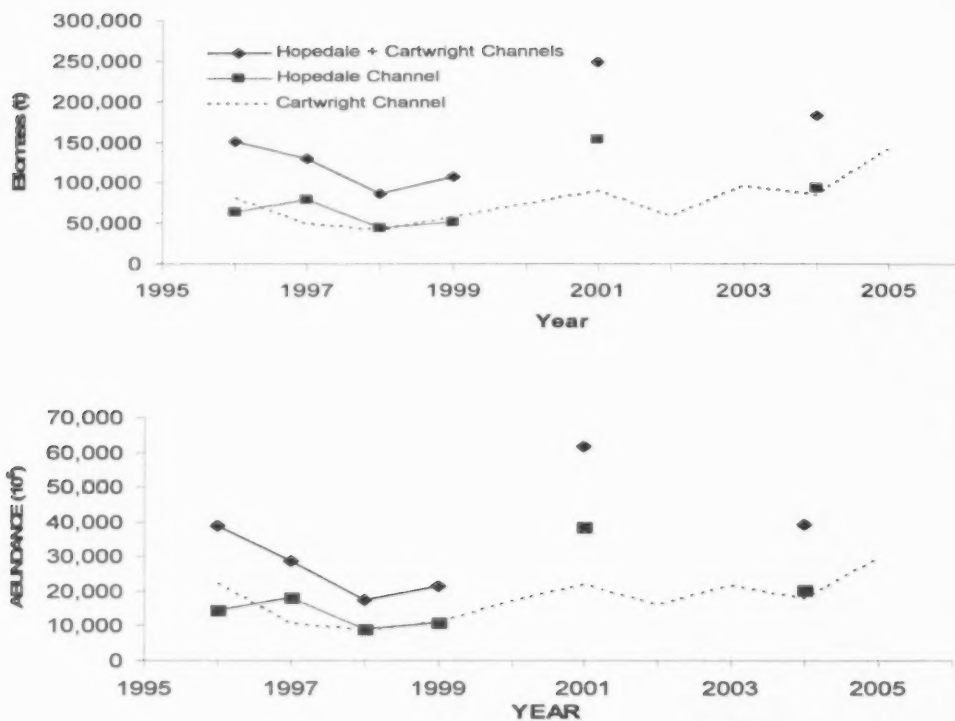 300,000
250,000
200,000
150,000
100,000
50,000
0
Biomass (t)
Hopedale + Cartwright Channels
Hopedale Channel
Cartwright Channel
1995 1997 1999 2001 2003 2005
Year
70,000
60,000
50,000
40,000
30,000
20,000
10,000
0
ABUNDANCE (10⁶)
1995 1997 1999 2001 2003 2005
YEAR